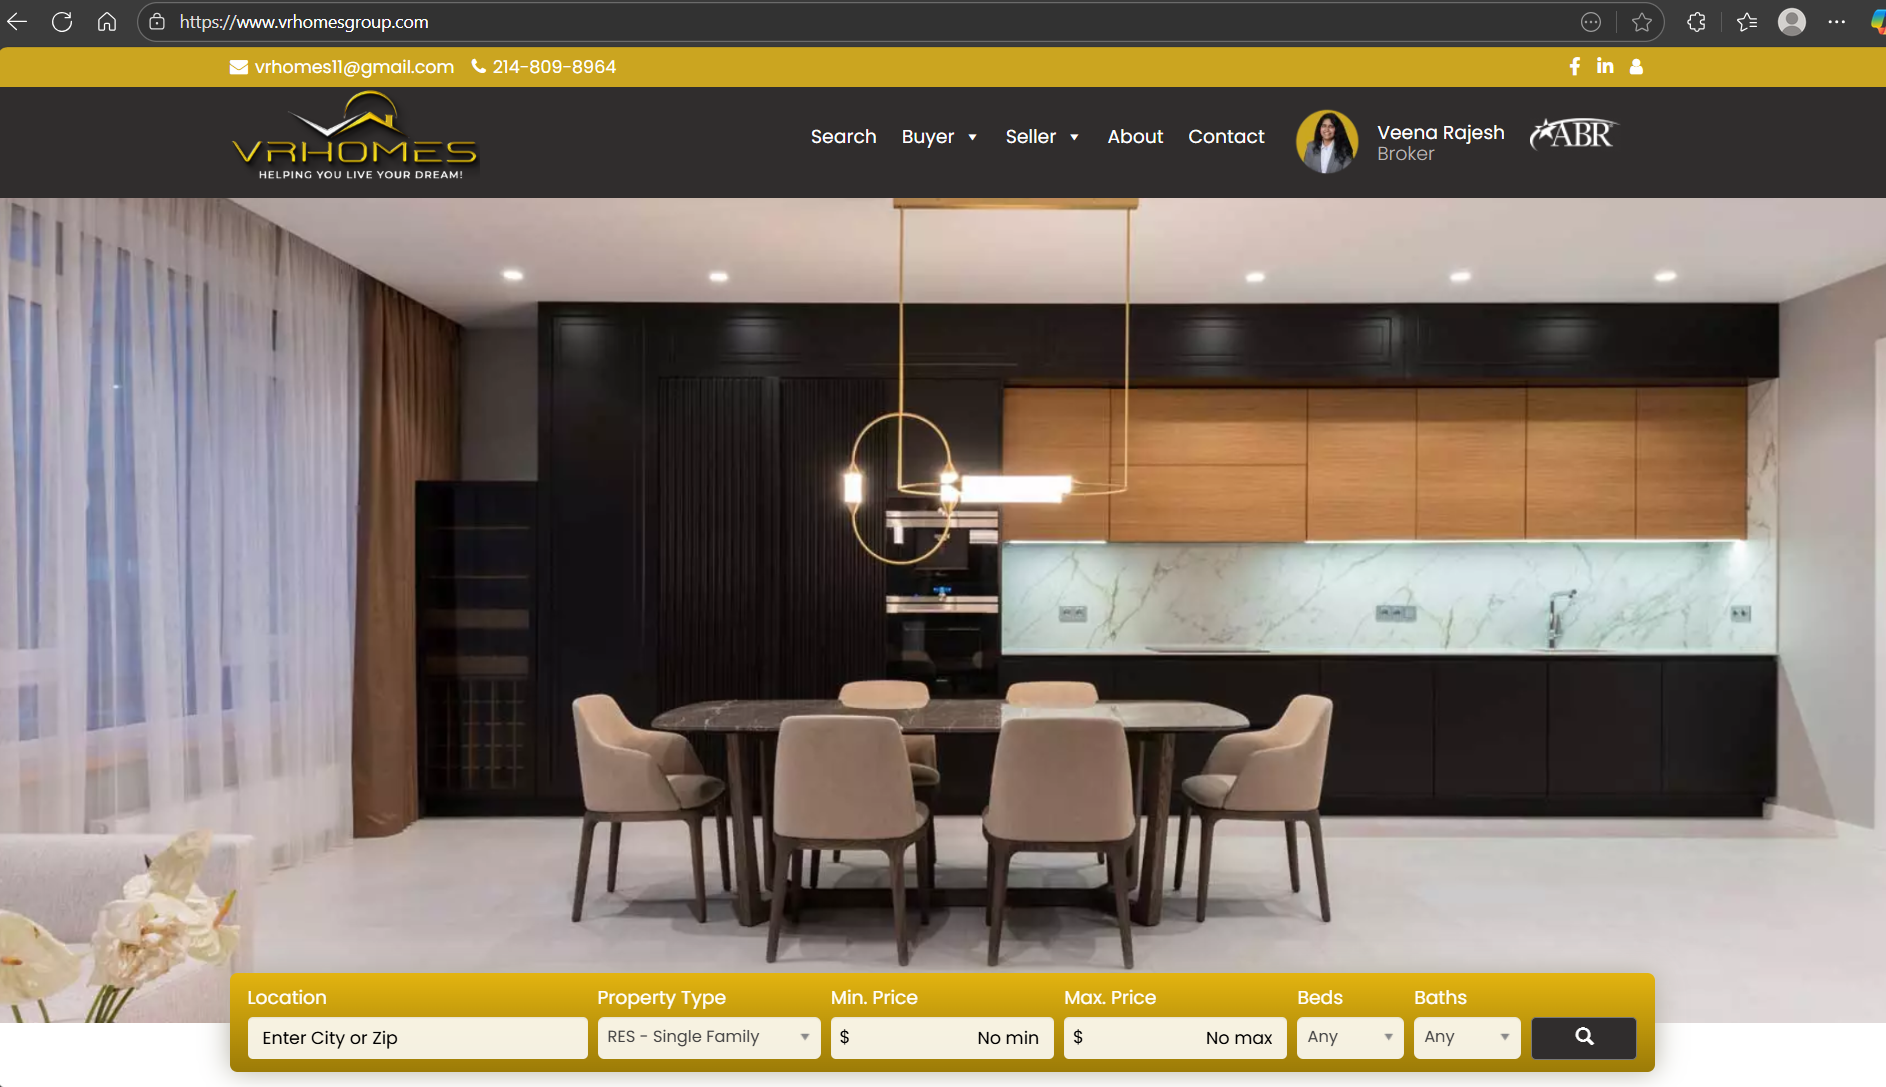 https://www.vrhomesgroup.com
vrhomes11@gmail.com 214-809-8964
VRHOMES
HELPING YOU LIVE YOUR DREAM!
Search Buyer Seller About Contact
Veena Rajesh
Broker
ABR
Location Property Type Min. Price Max. Price Beds Baths
Enter City or Zip RES - Single Family $ No min $ No max Any Any